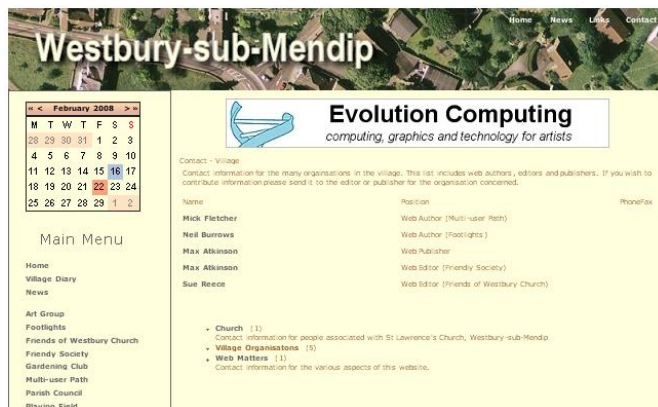 Home News Links Contact
Westbury-sub-Mendip
« < February 2008 > »
M T W T F S S
28 29 30 31 1 2 3
4 5 6 7 8 9 10
11 12 13 14 15 16 17
18 19 20 21 22 23 24
25 26 27 28 29 1 2
Main Menu
Home
Village Diary
News
Art Group
Footlights
Friends of Westbury Church
Friendy Society
Gardening Club
Multi-user Path
Parish Council
Playing Field
Evolution Computing
computing, graphics and technology for artists
Contact - Village
Contact information for the many orgainsations in the village. This list includes web authors , editors and publishers. If you wish to
contribute information please send it to the editor or publisher for the organisation concerned.
Name Position PhoneFax
Mick Fletcher Web Author (Multi-user Path)
Neil Burrows Web Author (Footlights )
Max Atkinson Web Publisher
Max Atkinson Web Editor (Friendly Society)
Sue Reece Web Editor (Friends of Westbury Church)
Church (1)
Contact information for people associated with St Lawrence's Church, Westbury-sub-Mendip
Village Organisatons (5)
Web Matters (1)
Contact information for the various aspects of this website.